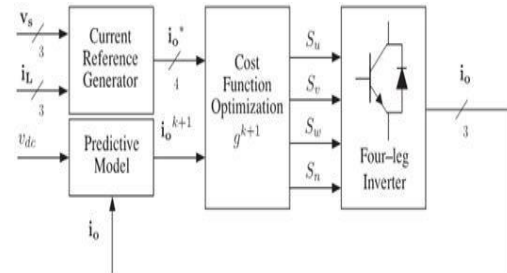 v_s
3
i_L
3
v_dc
Current
Reference
Generator
Predictive
Model
i_o
i_o*
4
i_o^{k+1}
Cost
Function
Optimization
g^{k+1}
S_u
S_v
S_w
S_n
Four–leg
Inverter
i_o
3